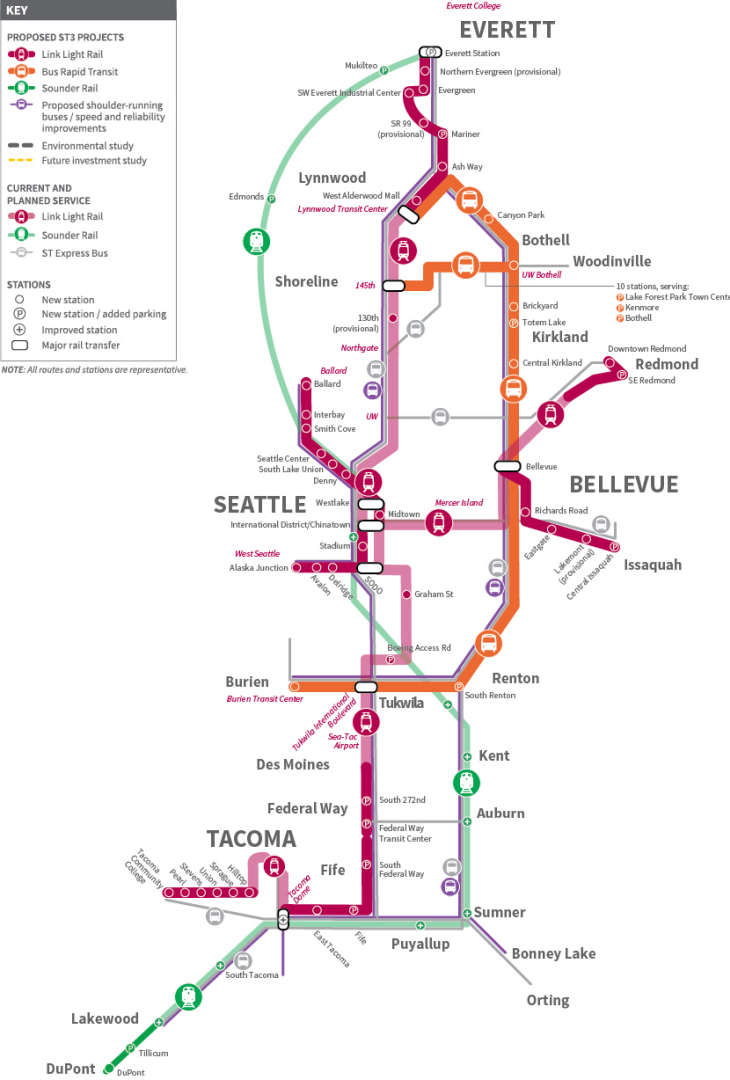 KEY
PROPOSED ST3 PROJECTS
Link Light Rail
Bus Rapid Transit
Sounder Rail
Proposed shoulder-running
buses / speed and reliability
improvements
Environmental study
Future investment study
CURRENT AND
PLANNED SERVICE
Link Light Rail
Sounder Rail
ST Express Bus
STATIONS
New station
P New station / added parking
Improved station
Major rail transfer
NOTE: All routes and stations are representative.
Everett College
EVERETT
P
Everett Station
Mukilteo
P
Northern Evergreen (provisional)
SW Everett Industrial Center
Evergreen
SR 99
(provisional)
P
Mariner
Ash Way
Lynnwood
Edmonds
P
West Alderwood Mall
Lynnwood Transit Center
Canyon Park
Bothell
Woodinville
UW Bothell
Shoreline
145th
10 stations, serving:
P Lake Forest Park Town Cente
P Kenmore
P Bothell
130th
(provisional)
Brickyard
P
Totem Lake
Kirkland
Northgate
Downtown Redmond
Redmond
P
SE Redmond
Central Kirkland
Ballard
Ballard
Interbay
Smith Cove
UW
Seattle Center
South Lake Union
Denny
Bellevue
BELLEVUE
SEATTLE
Westlake
Midtown
Mercer Island
International District/Chinatown
Richards Road
Eastgate
Lakemont
(provisional)
Central Issaquah
P
Issaquah
Stadium
West Seattle
Alaska Junction
Avalon
Delridge
SODO
Graham St
Boeing Access Rd
P
Burien
Burien Transit Center
Tukwila International
Boulevard
Tukwila
Renton
P
South Renton
Sea-Tac
Airport
Kent
Des Moines
P
South 272nd
Federal Way
P
Federal Way
Transit Center
Auburn
TACOMA
Fife
P
South
Federal Way
Tacoma
Community
College
Pearl
Stevens
Union
Sprague
Hilltop
Tacoma
Dome
P
East Tacoma
Fife
Sumner
Puyallup
Bonney Lake
South Tacoma
Orting
Lakewood
P
Tillicum
DuPont
DuPont